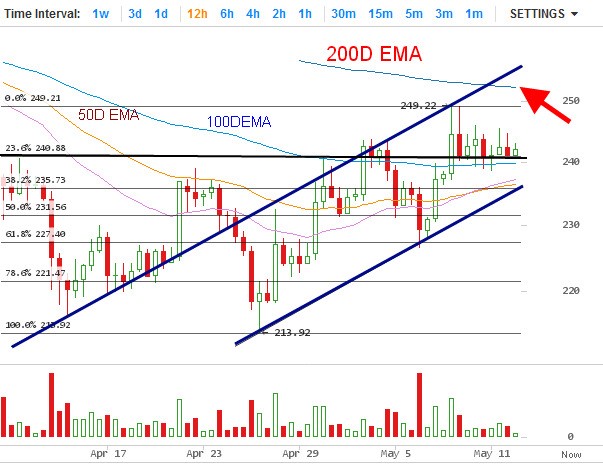 Time Interval: 1w 3d 1d 12h 6h 4h 2h 1h 30m 15m 5m 3m 1m SETTINGS
200D EMA
0.0% 249.21
249.22
250
50D EMA
100DEMA
23.6% 240.88
240
38.2% 235.73
50.0% 231.56
230
61.8% 227.40
78.6% 221.47
220
100.0% 213.92
213.92
0
Apr 17 Apr 23 Apr 29 May 5 May 11 Now